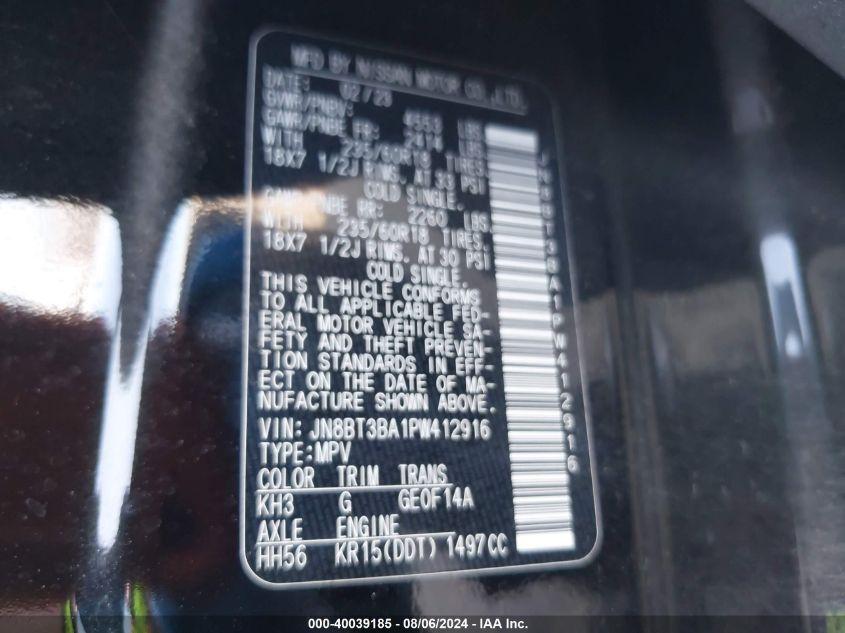 MFD BY NISSAN MOTOR CO.,LTD.
DATE: 02/23
GVWR/PNBV: 4553 LBS
GAWR/PNBE FR: 2414 LBS
WITH 235/60R18 TIRES,
18X7 1/2J RIMS, AT 33 PSI
COLD SINGLE.
GAWR/PNBE RR: 2260 LBS
WITH 235/60R18 TIRES,
18X7 1/2J RIMS, AT 30 PSI
COLD SINGLE.
THIS VEHICLE CONFORMS
TO ALL APPLICABLE FED-
ERAL MOTOR VEHICLE SA-
FETY AND THEFT PREVEN-
TION STANDARDS IN EFF-
ECT ON THE DATE OF MA-
NUFACTURE SHOWN ABOVE.
VIN: JN8BT3BA1PW412916
TYPE:MPV
COLOR TRIM TRANS
KH3 G GE0F14A
AXLE ENGINE
HH56 KR15(DDT) 1497CC
JN8BT3BA1PW412916
000-40039185 - 08/06/2024 - IAA Inc.